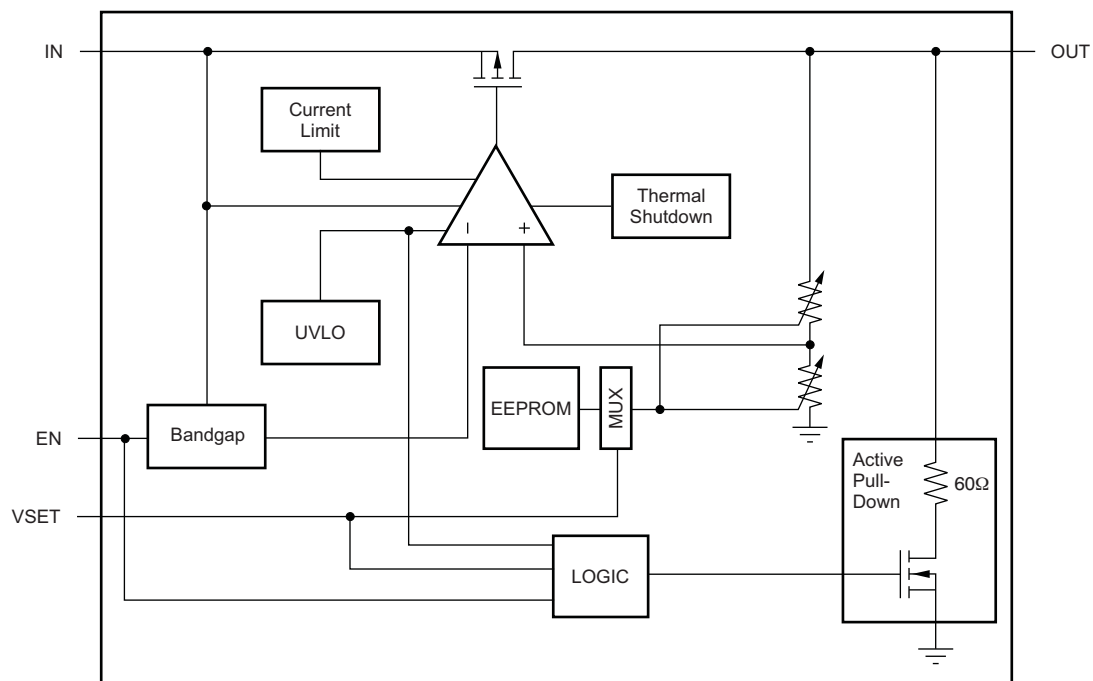 IN
OUT
Current
Limit
Thermal
Shutdown
− +
UVLO
EEPROM
MUX
EN
Bandgap
Active
Pull-
Down
60Ω
VSET
LOGIC